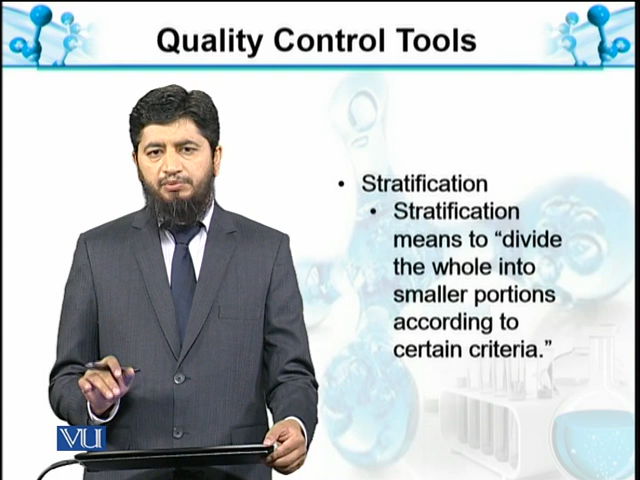 Quality Control Tools
• Stratification
• Stratification
means to “divide
the whole into
smaller portions
according to
certain criteria.”
VU